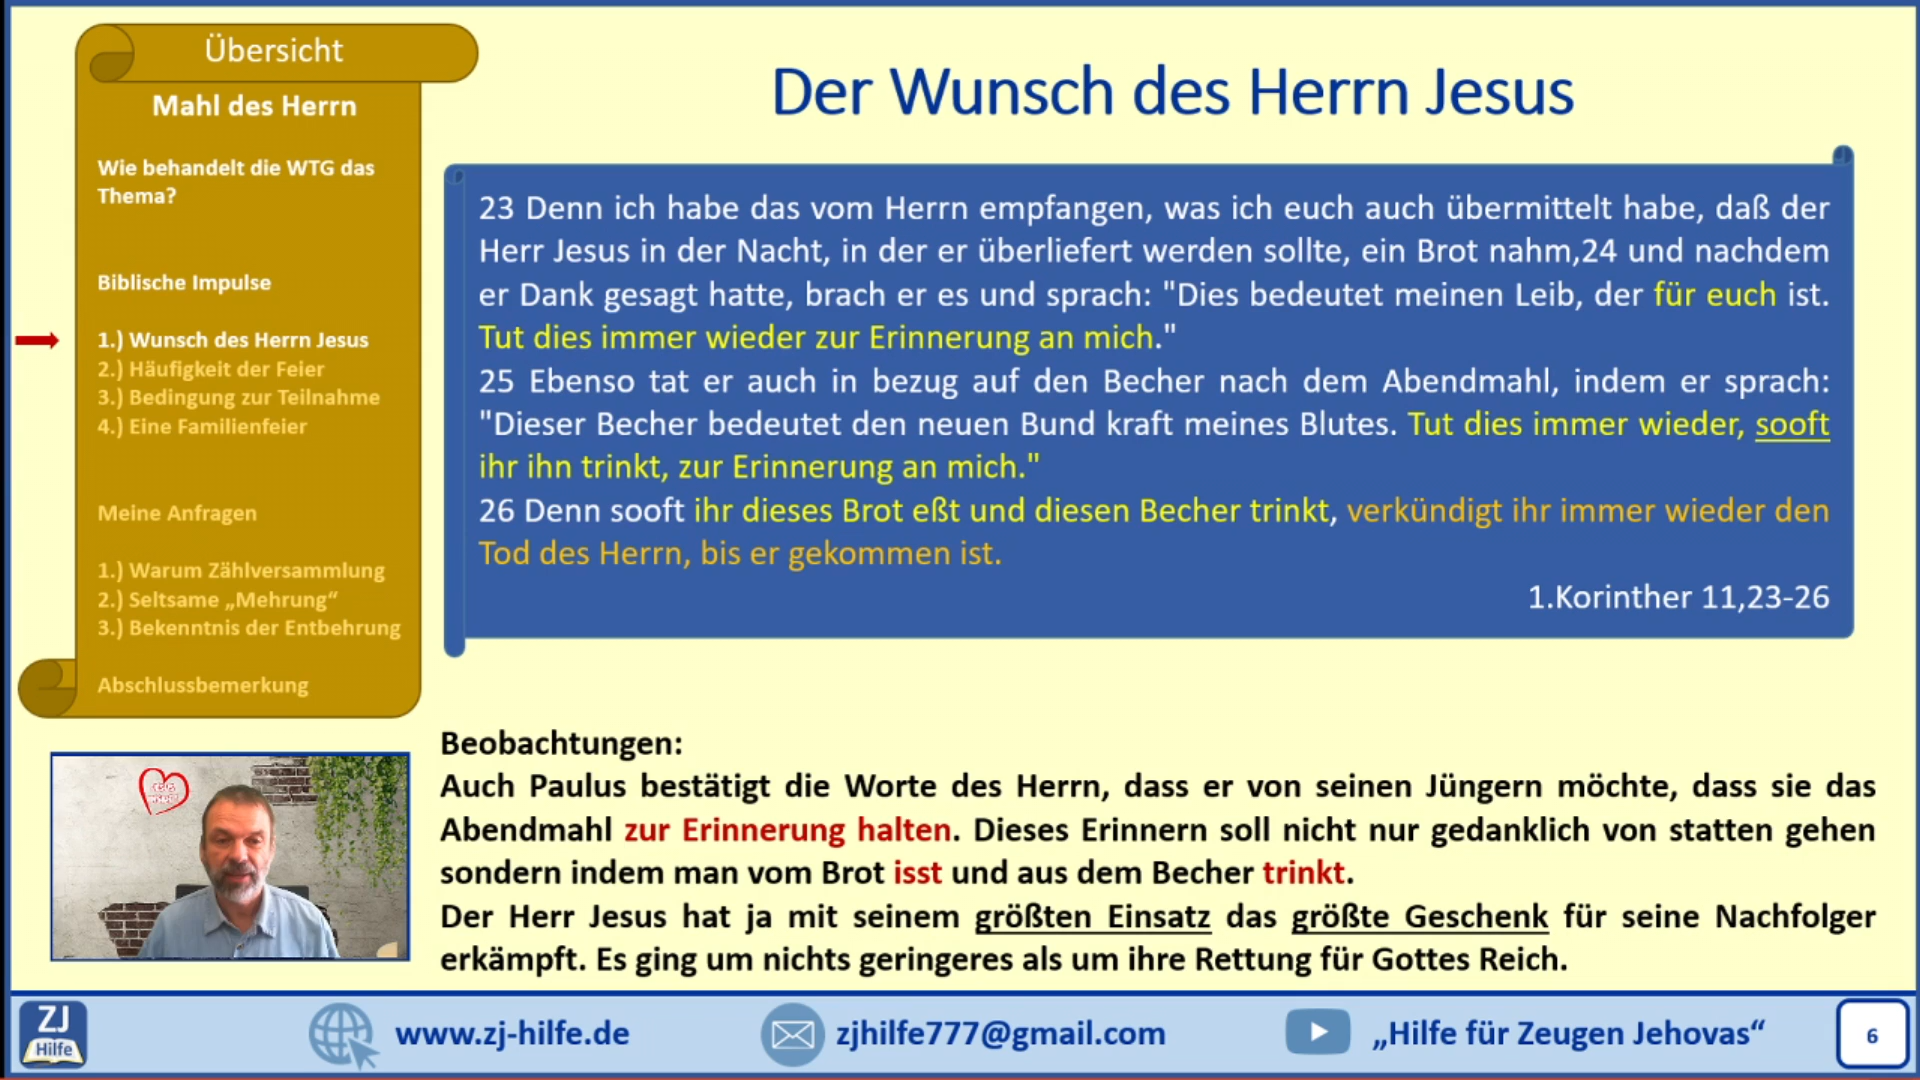 Übersicht
Mahl des Herrn
Wie behandelt die WTG das
Thema?
Biblische Impulse
1.) Wunsch des Herrn Jesus
2.) Häufigkeit der Feier
3.) Bedingung zur Teilnahme
4.) Eine Familienfeier
Meine Anfragen
1.) Warum Zählversammlung
2.) Seltsame „Mehrung“
3.) Bekenntnis der Entbehrung
Abschlussbemerkung
Der Wunsch des Herrn Jesus
23 Denn ich habe das vom Herrn empfangen, was ich euch auch übermittelt habe, daß der
Herr Jesus in der Nacht, in der er überliefert werden sollte, ein Brot nahm,24 und nachdem
er Dank gesagt hatte, brach er es und sprach: "Dies bedeutet meinen Leib, der für euch ist.
Tut dies immer wieder zur Erinnerung an mich."
25 Ebenso tat er auch in bezug auf den Becher nach dem Abendmahl, indem er sprach:
"Dieser Becher bedeutet den neuen Bund kraft meines Blutes. Tut dies immer wieder, sooft
ihr ihn trinkt, zur Erinnerung an mich."
26 Denn sooft ihr dieses Brot eßt und diesen Becher trinkt, verkündigt ihr immer wieder den
Tod des Herrn, bis er gekommen ist.
1.Korinther 11,23-26
Beobachtungen:
Auch Paulus bestätigt die Worte des Herrn, dass er von seinen Jüngern möchte, dass sie das
Abendmahl zur Erinnerung halten. Dieses Erinnern soll nicht nur gedanklich von statten gehen
sondern indem man vom Brot isst und aus dem Becher trinkt.
Der Herr Jesus hat ja mit seinem größten Einsatz das größte Geschenk für seine Nachfolger
erkämpft. Es ging um nichts geringeres als um ihre Rettung für Gottes Reich.
ZJ
Hilfe
www.zj-hilfe.de
zjhilfe777@gmail.com
„Hilfe für Zeugen Jehovas“
6